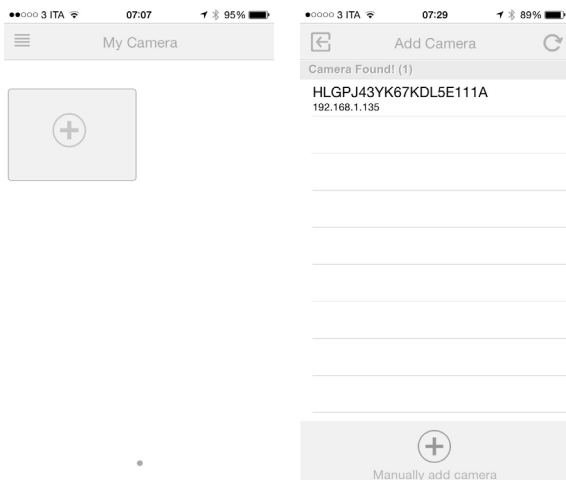 3 ITA 07:07 95%
My Camera
3 ITA 07:29 89%
Add Camera
Camera Found! (1)
HLGPJ43YK67KDL5E111A
192.168.1.135
Manually add camera